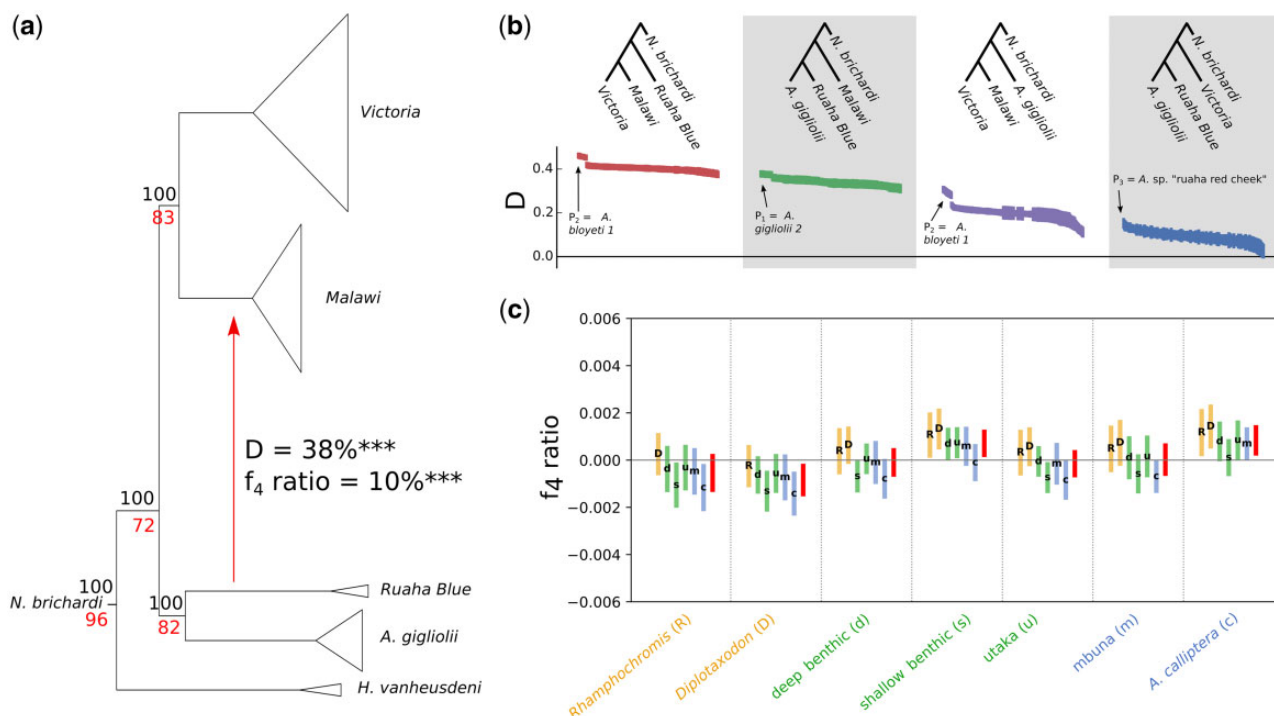 (a)
Victoria
100
83
Malawi
D = 38%***
f4 ratio = 10%***
100
72
100
N. brichardi
96
100
82
Ruaha Blue
A. gigliolii
H. vanheusdeni
(b)
N. brichardi
Ruaha Blue
Malawi
Victoria
N. brichardi
Malawi
Ruaha Blue
A. gigliolii
N. brichardi
A. gigliolii
Malawi
Victoria
N. brichardi
Victoria
Ruaha Blue
A. gigliolii
D
0.4
0.2
0.0
P2 = A.
bloyeti 1
P1 = A.
gigliolii 2
P2 = A.
bloyeti 1
P3 = A. sp. "ruaha red cheek"
(c)
f4 ratio
0.006
0.004
0.002
0.000
−0.002
−0.004
−0.006
D d s u m c
R d s u m c
R D s u m c
R D d u m c
R D d s m c
R D d s u c
R D d s u m
Rhamphochromis (R)
Diplotaxodon (D)
deep benthic (d)
shallow benthic (s)
utaka (u)
mbuna (m)
A. calliptera (c)